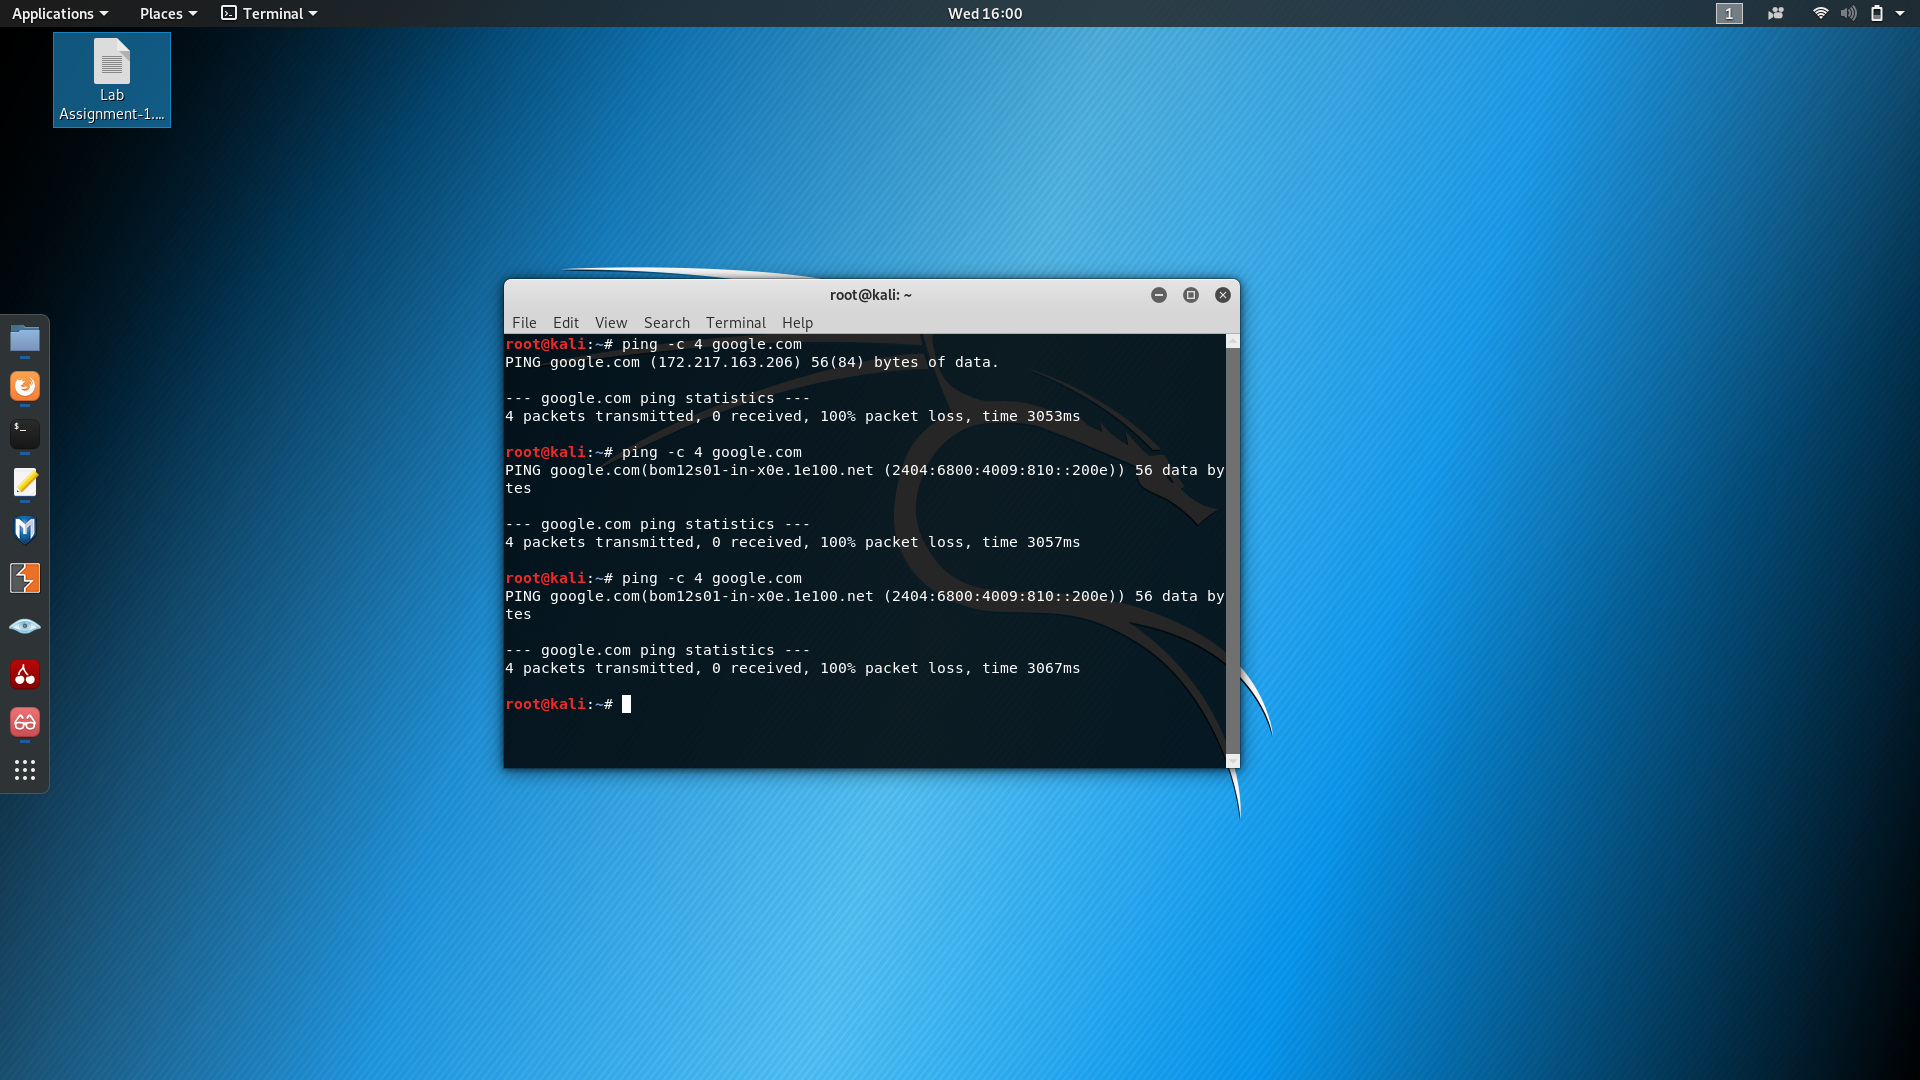 Applications
Places
Terminal
Wed 16:00
1
Lab
Assignment-1....
root@kali: ~
File Edit View Search Terminal Help
root@kali:~# ping -c 4 google.com
PING google.com (172.217.163.206) 56(84) bytes of data.
--- google.com ping statistics ---
4 packets transmitted, 0 received, 100% packet loss, time 3053ms
root@kali:~# ping -c 4 google.com
PING google.com(bom12s01-in-x0e.1e100.net (2404:6800:4009:810::200e)) 56 data by
tes
--- google.com ping statistics ---
4 packets transmitted, 0 received, 100% packet loss, time 3057ms
root@kali:~# ping -c 4 google.com
PING google.com(bom12s01-in-x0e.1e100.net (2404:6800:4009:810::200e)) 56 data by
tes
--- google.com ping statistics ---
4 packets transmitted, 0 received, 100% packet loss, time 3067ms
root@kali:~#
$_